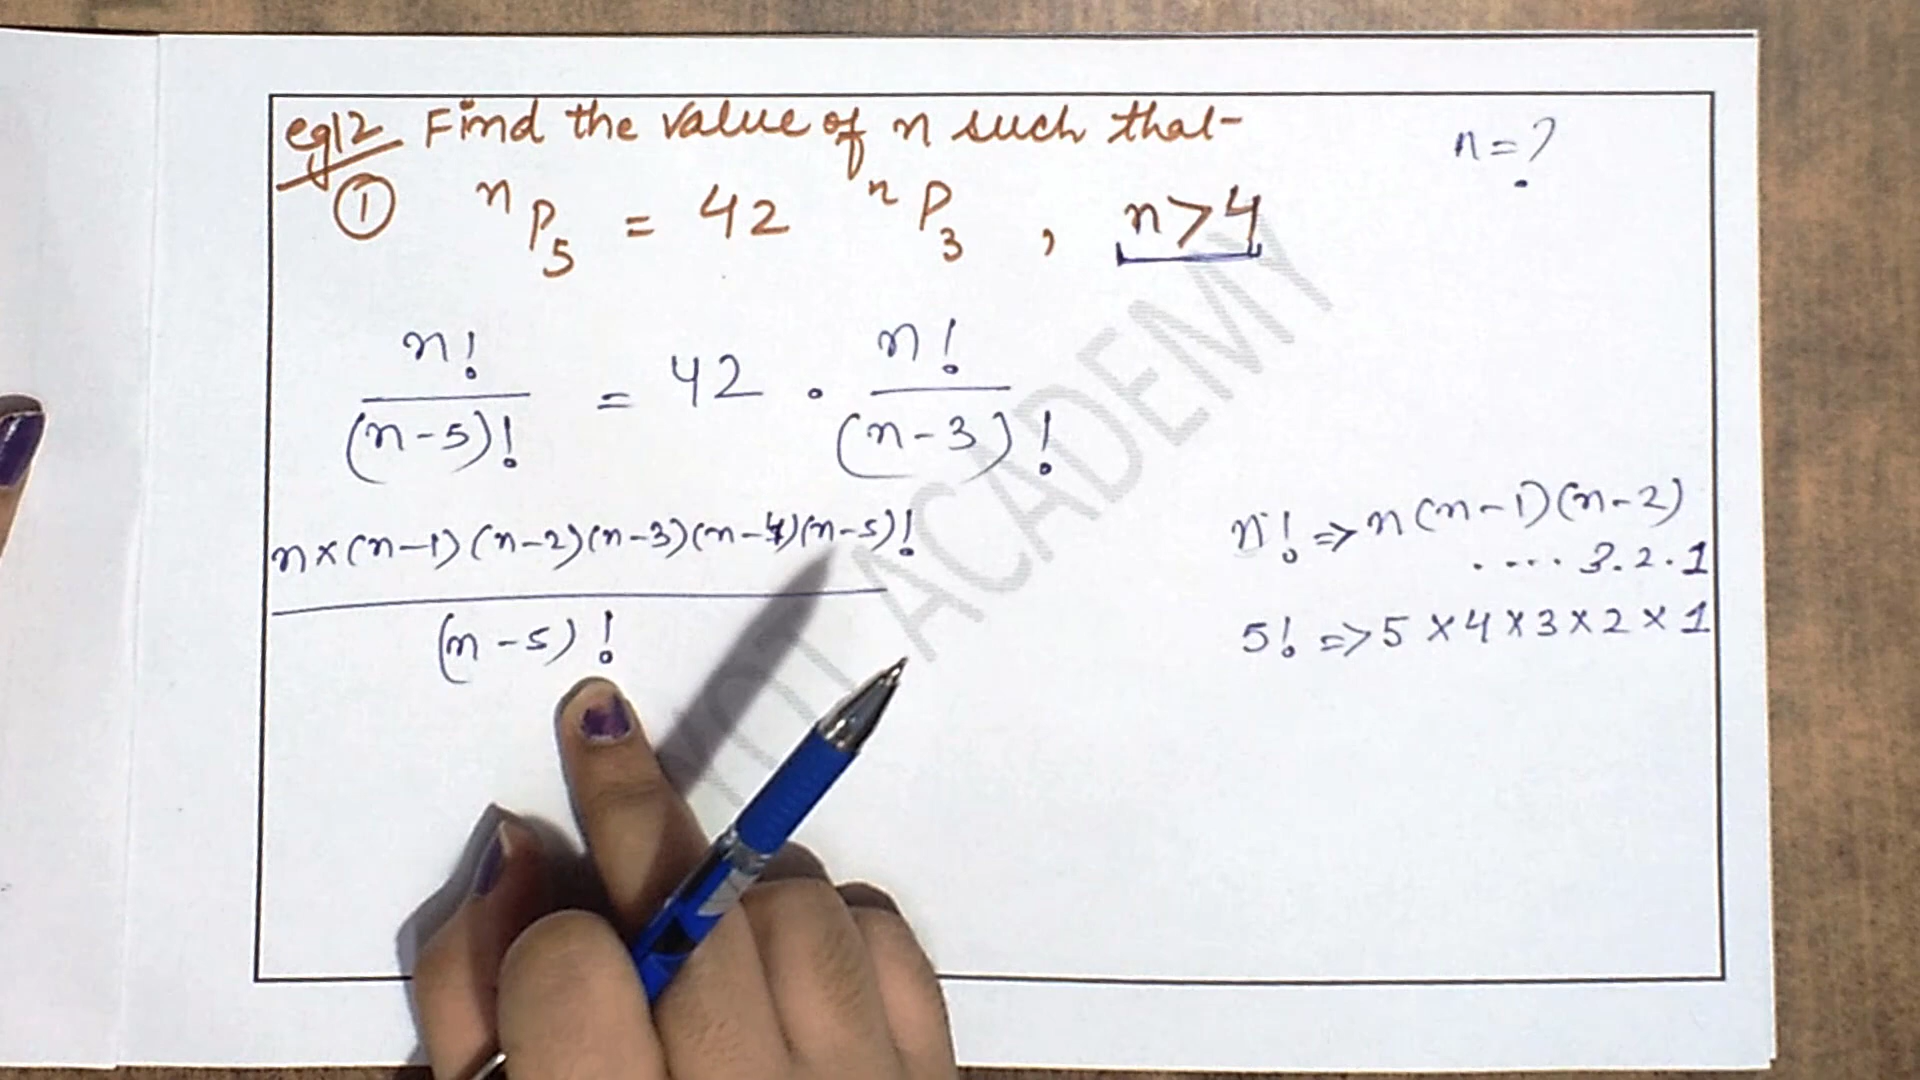 eg12 Find the value of n such that-
n = ?
① ⁿP₅ = 42 ⁿP₃ , n>4
n!/(n-5)! = 42 . n!/(n-3)!
n×(n-1)(n-2)(n-3)(n-4)(n-5)!
(n-5)!
n! => n(n-1)(n-2)
.---. 3.2.1
5! => 5 × 4 × 3 × 2 × 1
ACADEMY